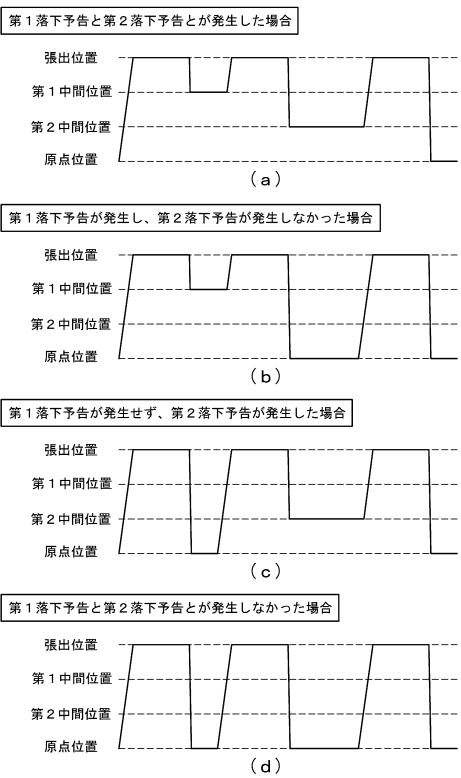 第１落下予告と第２落下予告とが発生した場合
張出位置
第１中間位置
第２中間位置
原点位置
（ａ）
第１落下予告が発生し、第２落下予告が発生しなかった場合
張出位置
第１中間位置
第２中間位置
原点位置
（ｂ）
第１落下予告が発生せず、第２落下予告が発生した場合
張出位置
第１中間位置
第２中間位置
原点位置
（ｃ）
第１落下予告と第２落下予告とが発生しなかった場合
張出位置
第１中間位置
第２中間位置
原点位置
（ｄ）